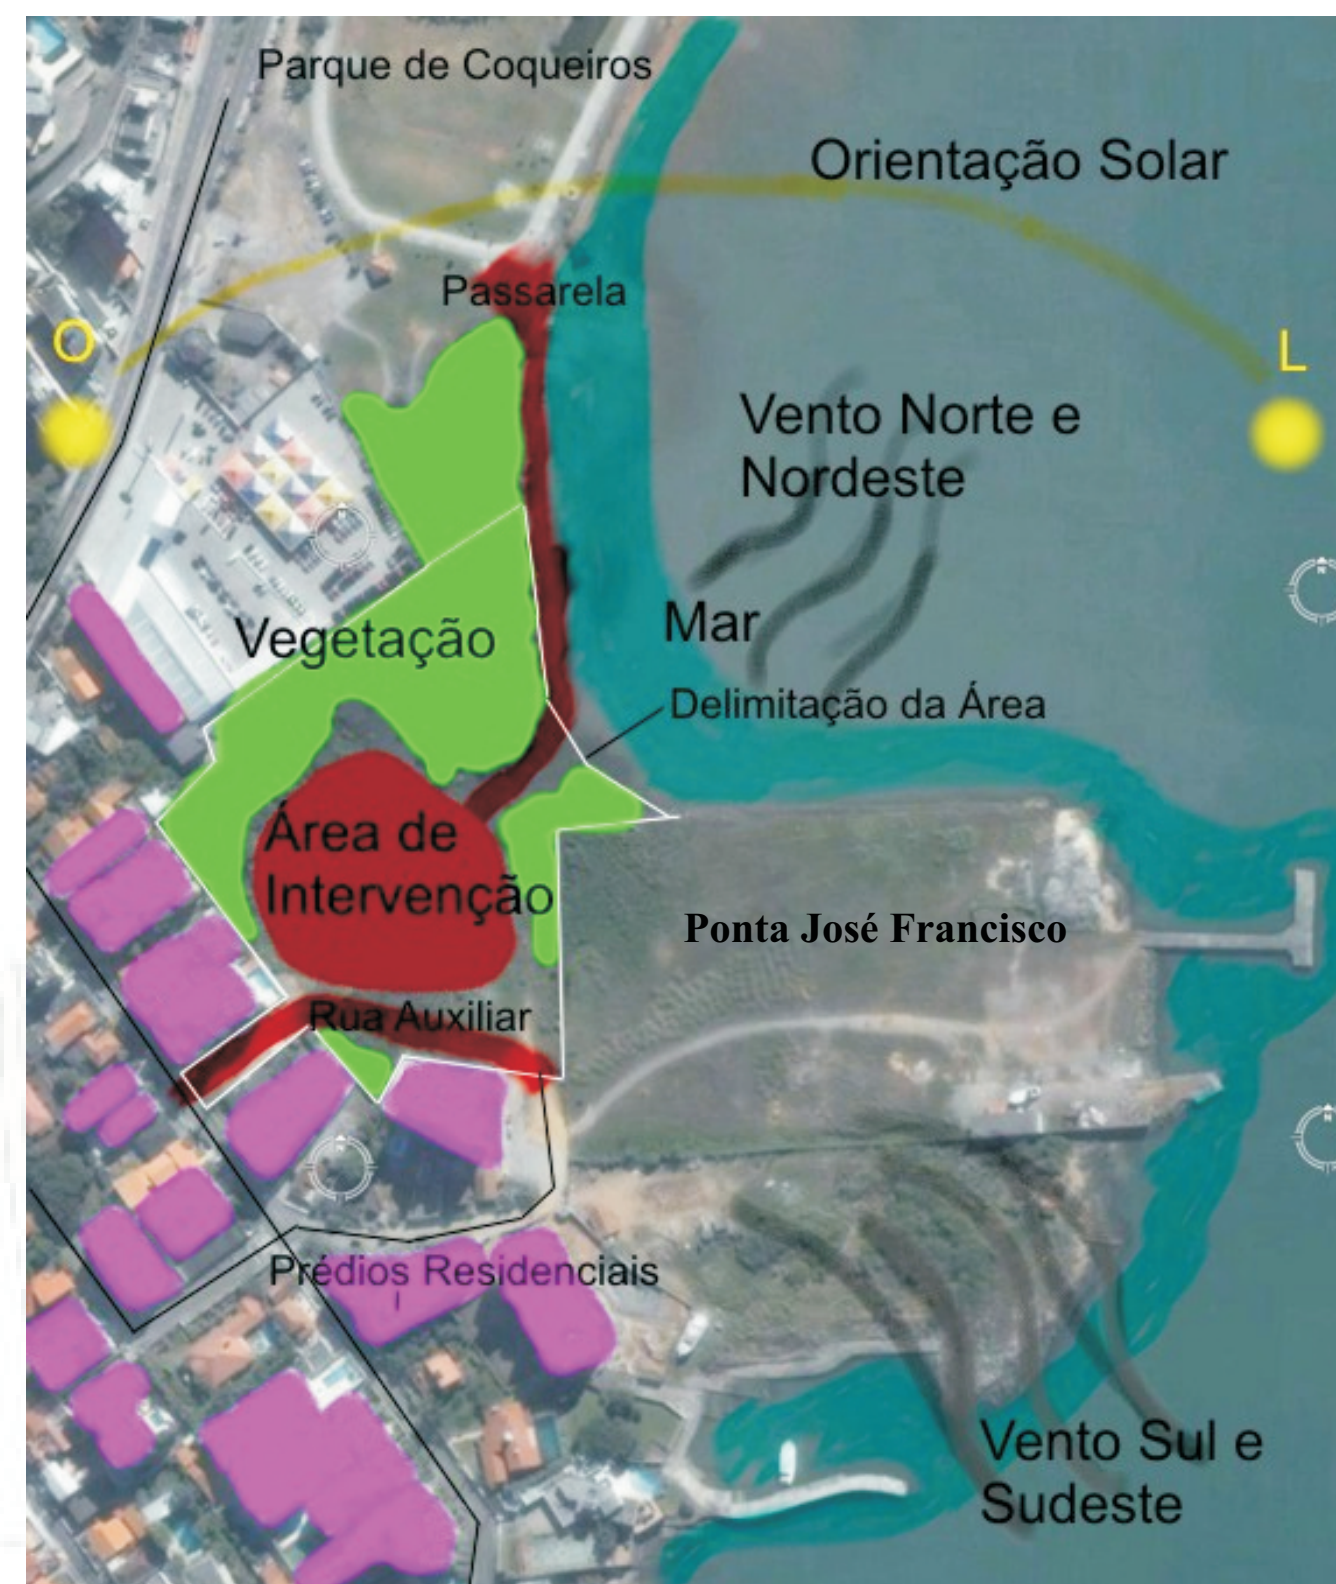 Parque de Coqueiros
Orientação Solar
Passarela
O
L
Vento Norte e
Nordeste
Mar
Vegetação
Delimitação da Área
Área de
Intervenção
Ponta José Francisco
Rua Auxiliar
Prédios Residenciais
Vento Sul e
Sudeste
N
N
N
N